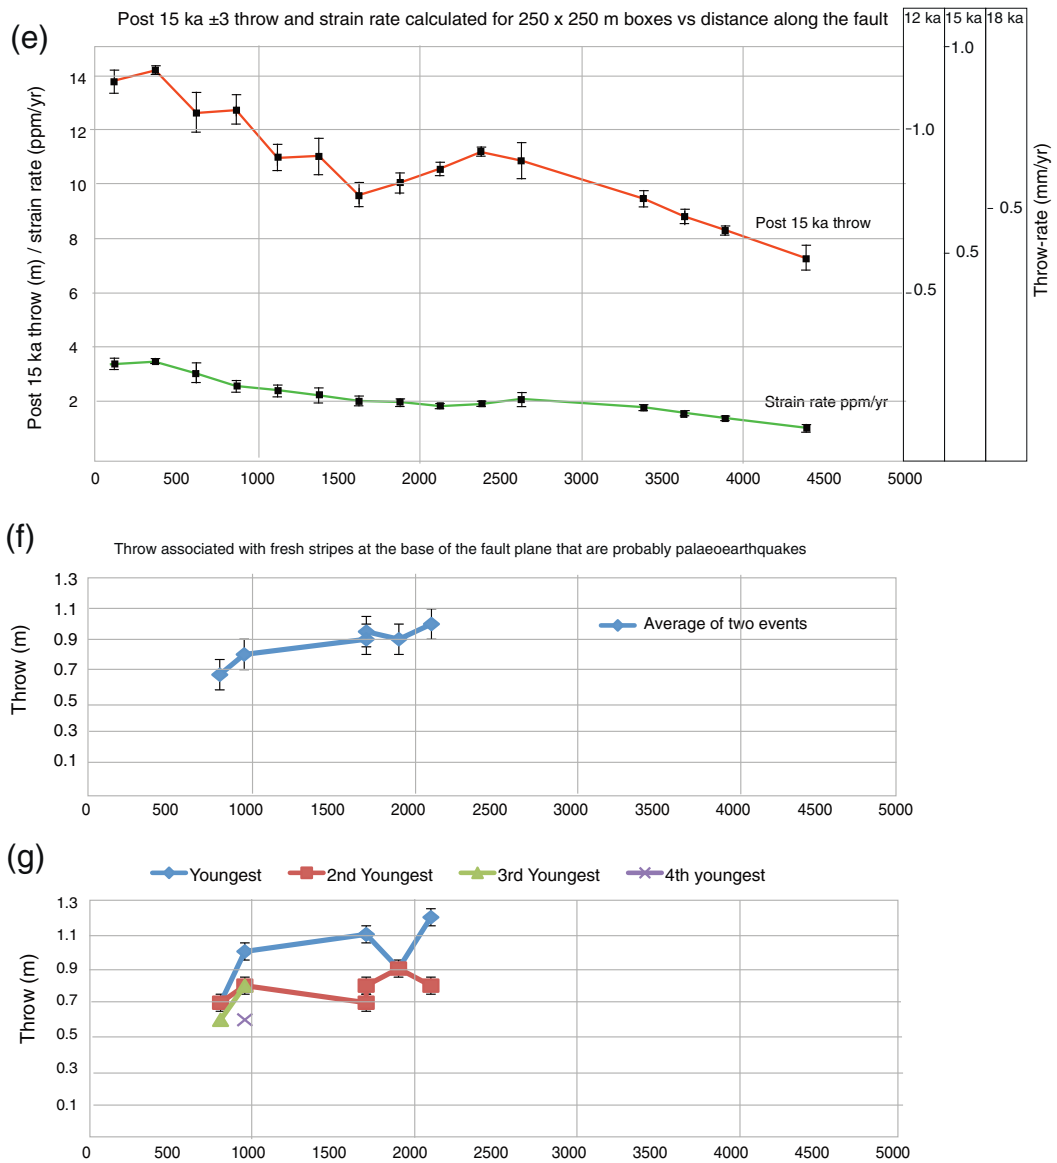 (e)
Post 15 ka ±3 throw and strain rate calculated for 250 x 250 m boxes vs distance along the fault
12 ka 15 ka 18 ka
Post 15 ka throw (m) / strain rate (ppm/yr)
14
12
10
8
6
4
2
1.0
1.0
0.5
0.5
0.5
Throw-rate (mm/yr)
Post 15 ka throw
Strain rate ppm/yr
0 500 1000 1500 2000 2500 3000 3500 4000 4500 5000
(f)
Throw associated with fresh stripes at the base of the fault plane that are probably palaeoearthquakes
Throw (m)
1.3
1.1
0.9
0.7
0.5
0.3
0.1
Average of two events
0 500 1000 1500 2000 2500 3000 3500 4000 4500 5000
(g)
Youngest 2nd Youngest 3rd Youngest 4th youngest
Throw (m)
1.3
1.1
0.9
0.7
0.5
0.3
0.1
0 500 1000 1500 2000 2500 3000 3500 4000 4500 5000